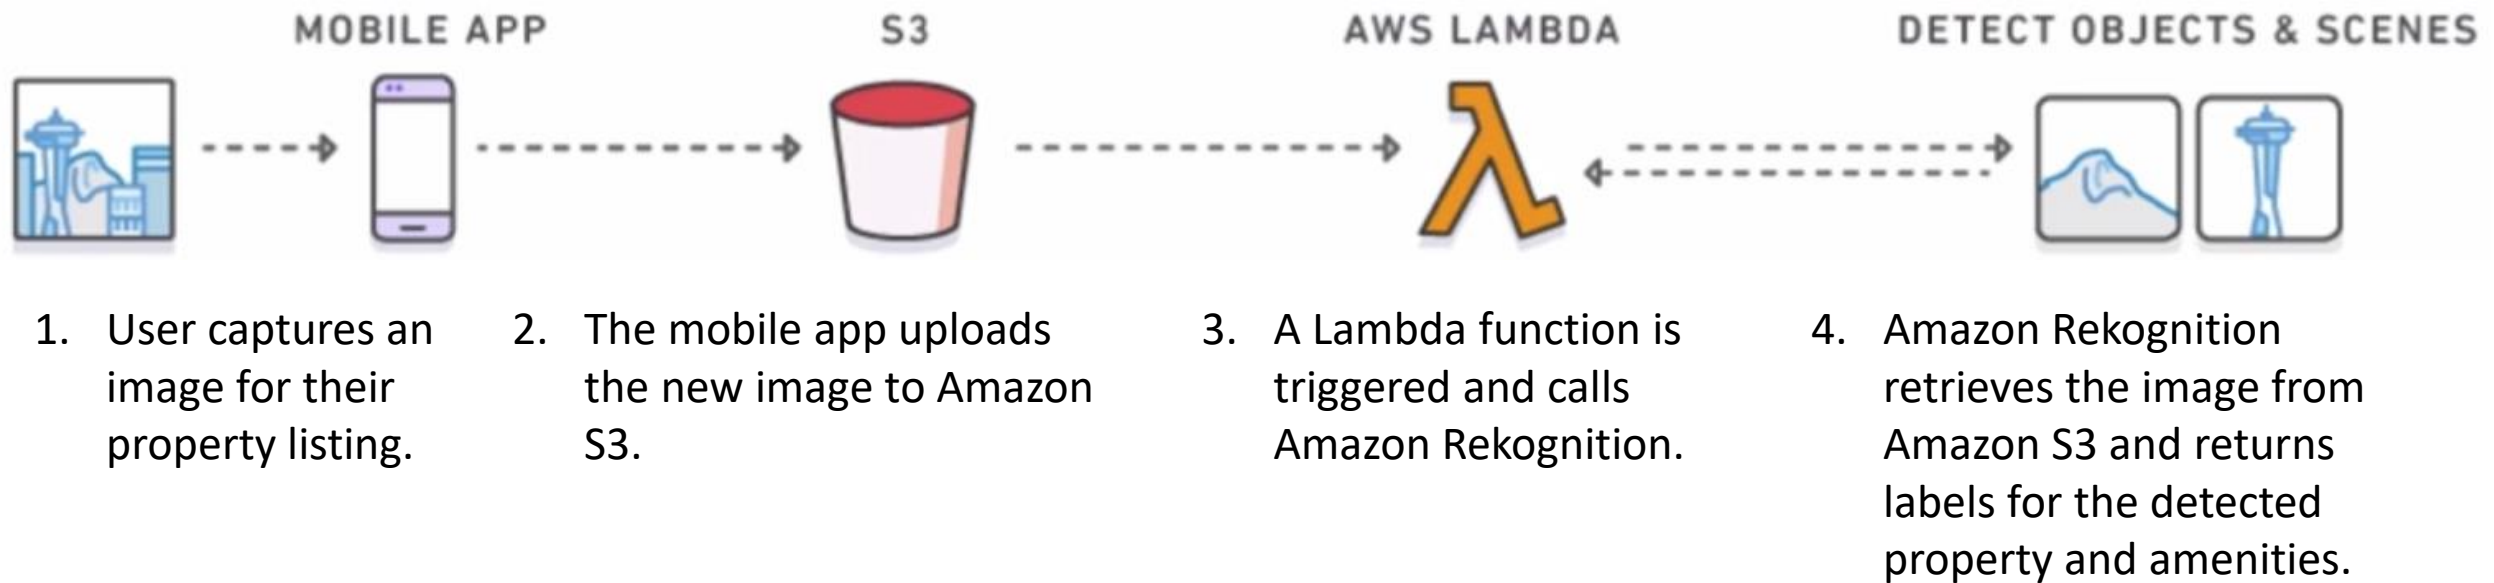 MOBILE APP
S3
AWS LAMBDA
DETECT OBJECTS & SCENES
1. User captures an
image for their
property listing.
2. The mobile app uploads
the new image to Amazon
S3.
3. A Lambda function is
triggered and calls
Amazon Rekognition.
4. Amazon Rekognition
retrieves the image from
Amazon S3 and returns
labels for the detected
property and amenities.